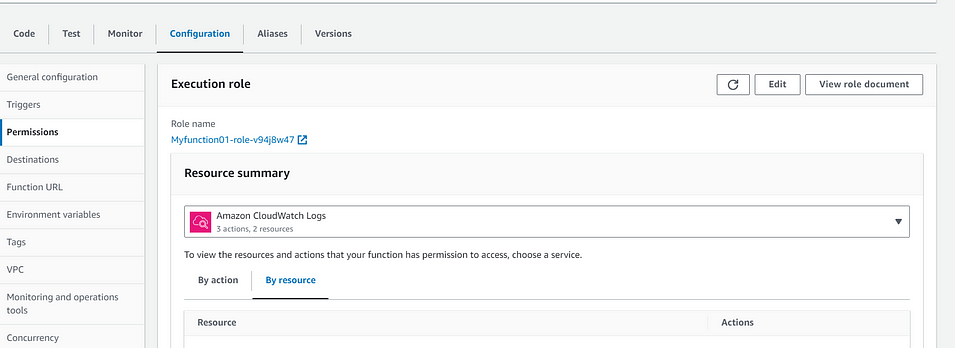 Code Test Monitor Configuration Aliases Versions
General configuration
Triggers
Permissions
Destinations
Function URL
Environment variables
Tags
VPC
Monitoring and operations
tools
Concurrency
Execution role
Edit
View role document
Role name
Myfunction01-role-v94j8w47
Resource summary
Amazon CloudWatch Logs
3 actions, 2 resources
To view the resources and actions that your function has permission to access, choose a service.
By action By resource
Resource Actions